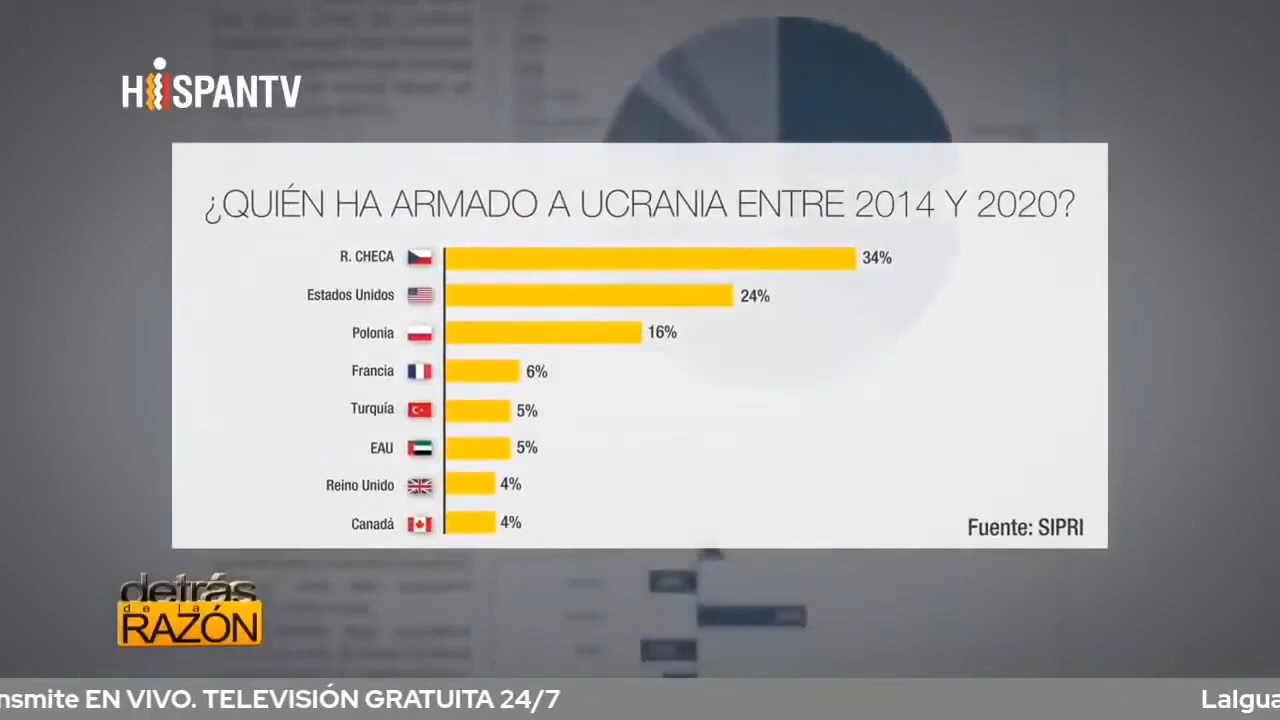 HISPANTV
¿QUIÉN HA ARMADO A UCRANIA ENTRE 2014 Y 2020?
R. CHECA 34%
Estados Unidos 24%
Polonia 16%
Francia 6%
Turquía 5%
EAU 5%
Reino Unido 4%
Canadá 4%
Fuente: SIPRI
detrás
de la
RAZÓN
nsmite EN VIVO. TELEVISIÓN GRATUITA 24/7 Lalgua